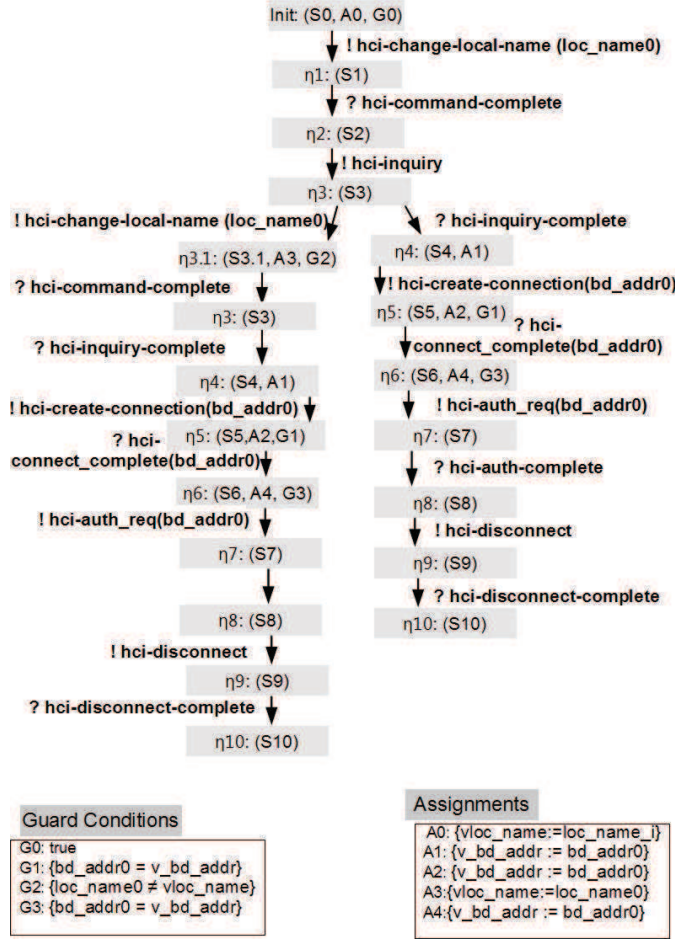 Init: (S0, A0, G0)
! hci-change-local-name (loc_name0)
η1: (S1)
? hci-command-complete
η2: (S2)
! hci-inquiry
η3: (S3)
! hci-change-local-name (loc_name0)
η3.1: (S3.1, A3, G2)
? hci-command-complete
η3: (S3)
? hci-inquiry-complete
η4: (S4, A1)
! hci-create-connection(bd_addr0)
η5: (S5,A2,G1)
? hci-
connect_complete(bd_addr0)
η6: (S6, A4, G3)
! hci-auth_req(bd_addr0)
η7: (S7)
η8: (S8)
! hci-disconnect
η9: (S9)
? hci-disconnect-complete
η10: (S10)
? hci-inquiry-complete
η4: (S4, A1)
! hci-create-connection(bd_addr0)
η5: (S5, A2, G1)
? hci-
connect_complete(bd_addr0)
η6: (S6, A4, G3)
! hci-auth_req(bd_addr0)
η7: (S7)
? hci-auth-complete
η8: (S8)
! hci-disconnect
η9: (S9)
? hci-disconnect-complete
η10: (S10)
Guard Conditions
G0: true
G1: {bd_addr0 = v_bd_addr}
G2: {loc_name0 ≠ vloc_name}
G3: {bd_addr0 = v_bd_addr}
Assignments
A0: {vloc_name:=loc_name_i}
A1: {v_bd_addr := bd_addr0}
A2: {v_bd_addr := bd_addr0}
A3:{vloc_name:=loc_name0}
A4:{v_bd_addr := bd_addr0}